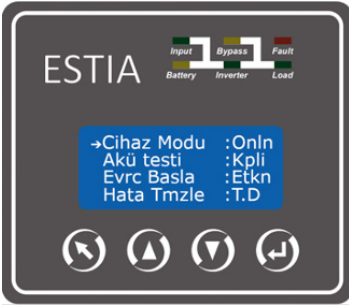 ESTIA
Input Bypass Fault
Battery Inverter Load
→Cihaz Modu :Onln
Akü testi :Kpli
Evrc Basla :Etkn
Hata Tmzle :T.D